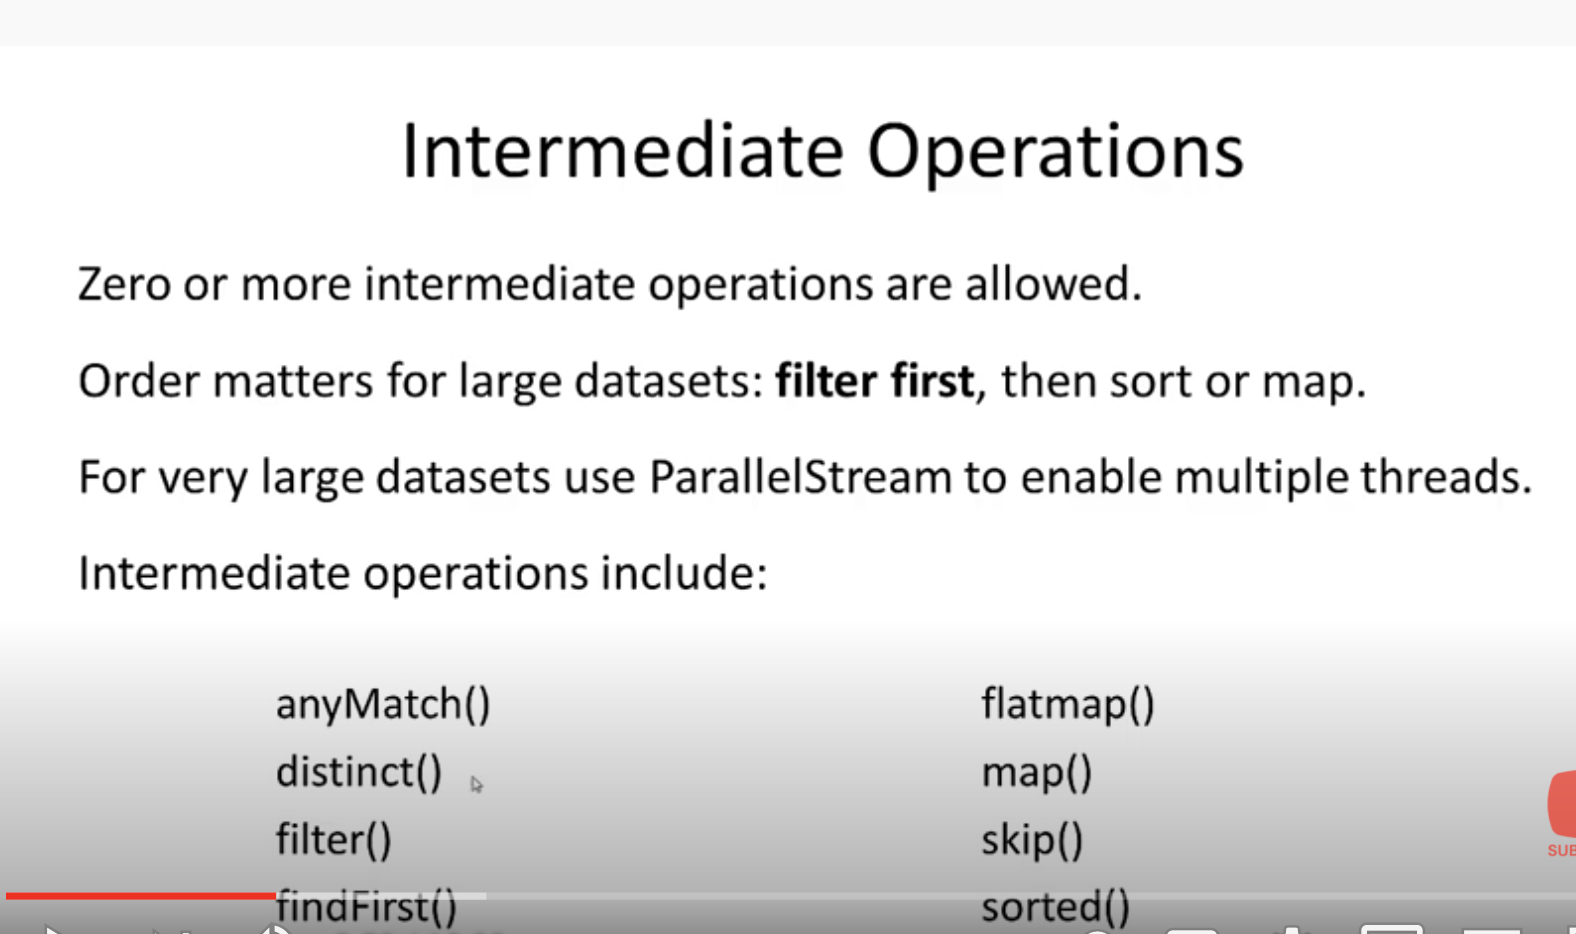 Intermediate Operations
Zero or more intermediate operations are allowed.
Order matters for large datasets: filter first, then sort or map.
For very large datasets use ParallelStream to enable multiple threads.
Intermediate operations include:
anyMatch()
distinct()
filter()
findFirst()
flatmap()
map()
skip()
sorted()
SUB